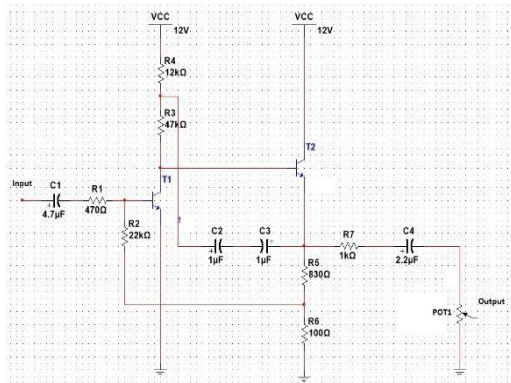 VCC
12V
VCC
12V
R4
12kΩ
R3
47kΩ
T2
T1
Input
C1
4.7µF
R1
470Ω
R2
22kΩ
C2
1µF
C3
1µF
R7
1kΩ
C4
2.2µF
R5
830Ω
Output
POT1
R6
100Ω